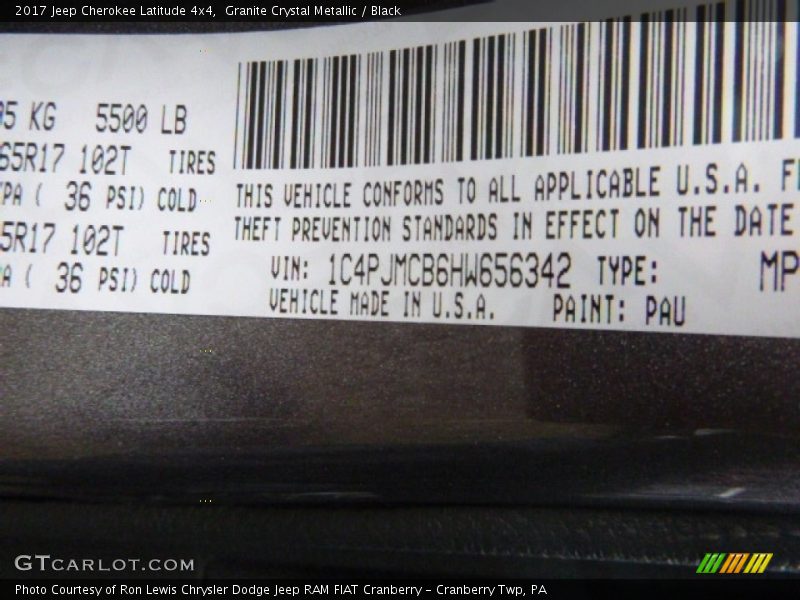 2017 Jeep Cherokee Latitude 4x4, Granite Crystal Metallic / Black
5 KG 5500 LB
65R17 102T TIRES
PA ( 36 PSI) COLD
5R17 102T TIRES
A ( 36 PSI) COLD
THIS VEHICLE CONFORMS TO ALL APPLICABLE U.S.A. F
THEFT PREVENTION STANDARDS IN EFFECT ON THE DATE
VIN: 1C4PJMCB6HW656342 TYPE: MP
VEHICLE MADE IN U.S.A. PAINT: PAU
GTCARLOT.COM
Photo Courtesy of Ron Lewis Chrysler Dodge Jeep RAM FIAT Cranberry – Cranberry Twp, PA